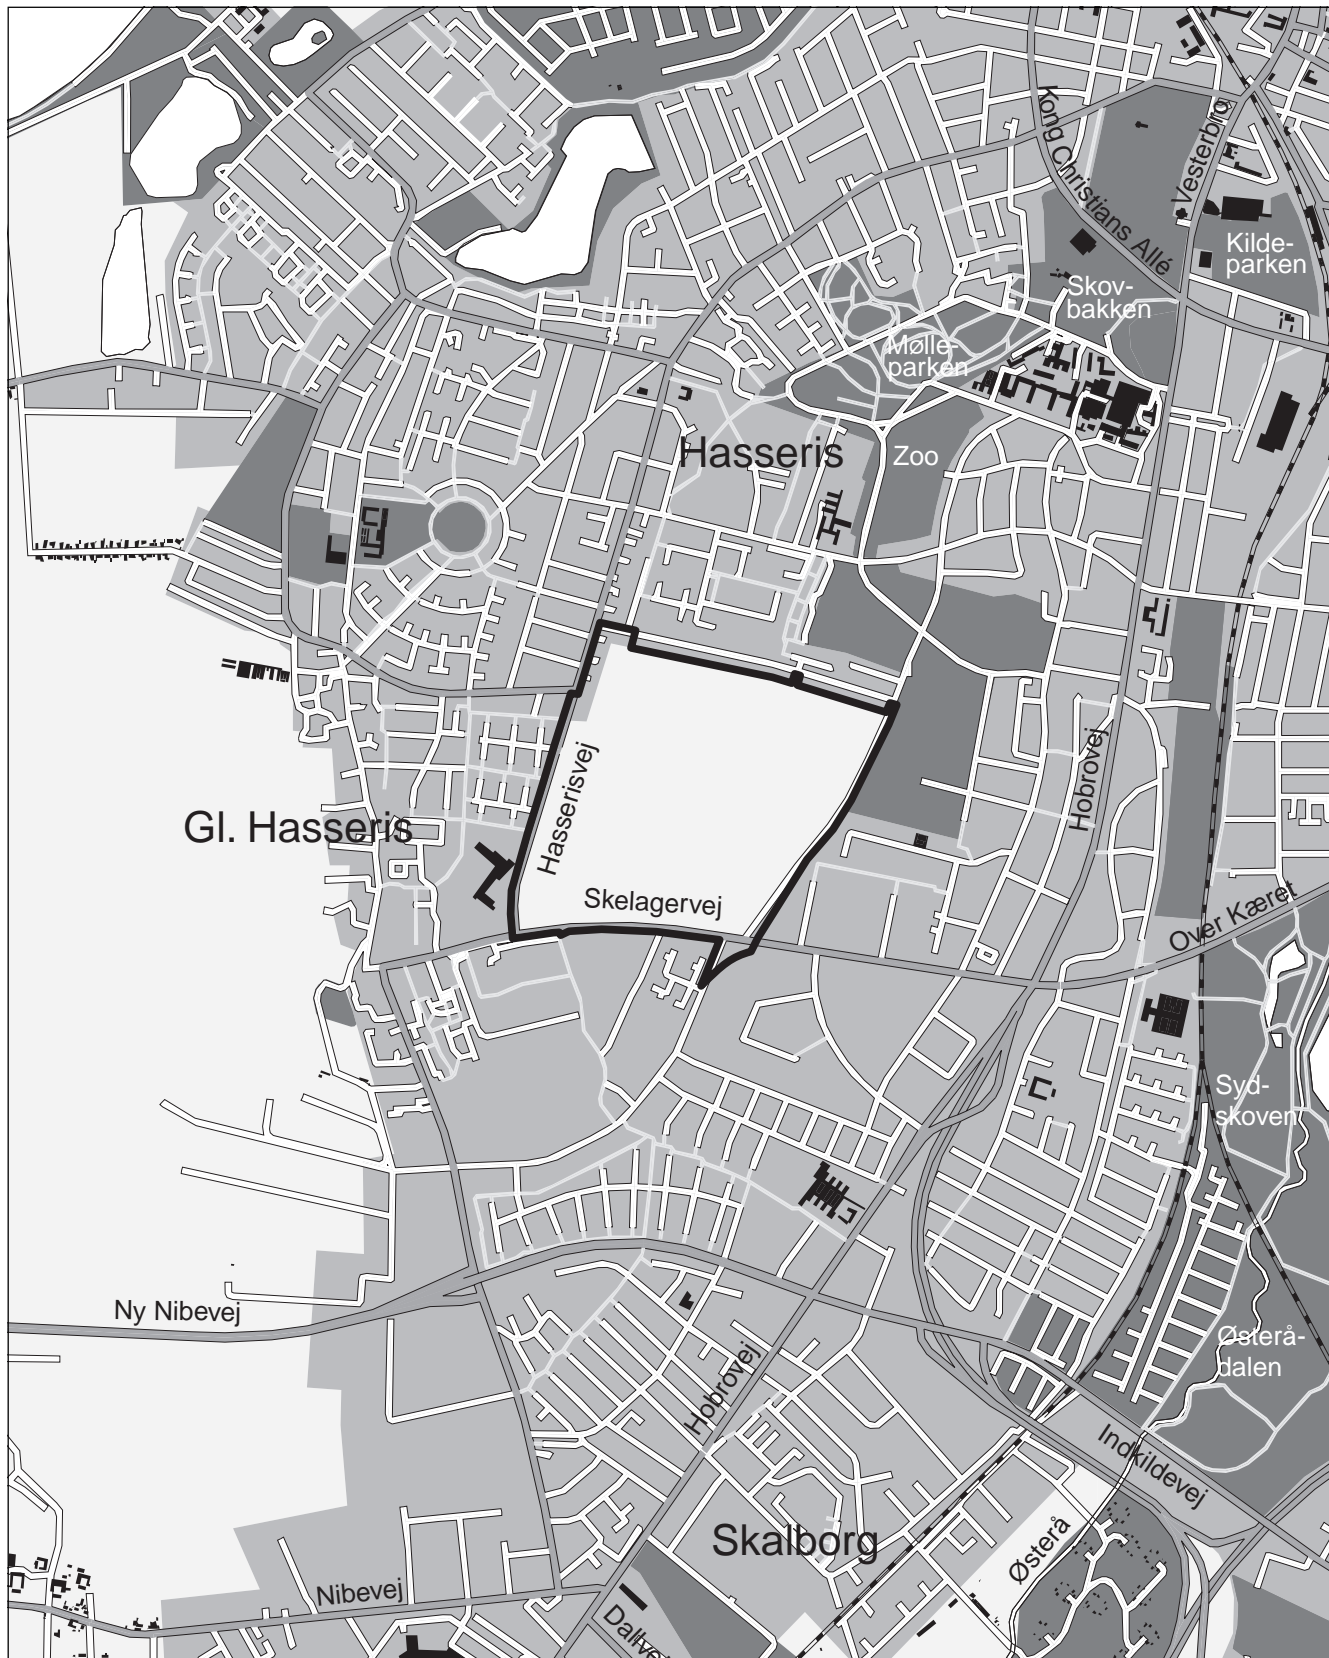 Kong Christians Allé
Vesterbro
Kilde-
parken
Skov-
bakken
Mølle-
parken
Hasseris
Zoo
Hasserisvej
Hobrovej
Gl. Hasseris
Skelagervej
Over Kæret
Syd-
skoven
Ny Nibevej
Østerå-
dalen
Hobrovej
Indkildevej
Skalborg
Østerå
Nibevej